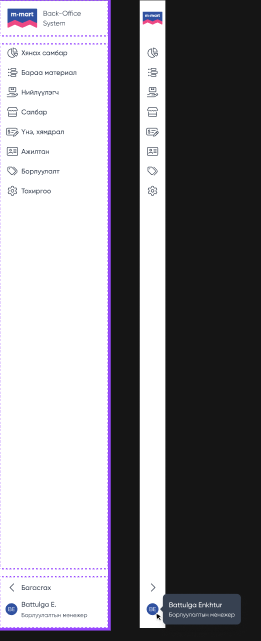 m-mart
Back-Office
System
Хянах самбар
Бараа материал
Нийлүүлэгч
Салбар
Үнэ, хямдрал
Ажилтан
Борлуулалт
Тохиргоо
Багасгах
BE
Battulga E.
Борлуулалтын менежер
m-mart
BE
Battulga Enkhtur
Борлуулалтын менежер